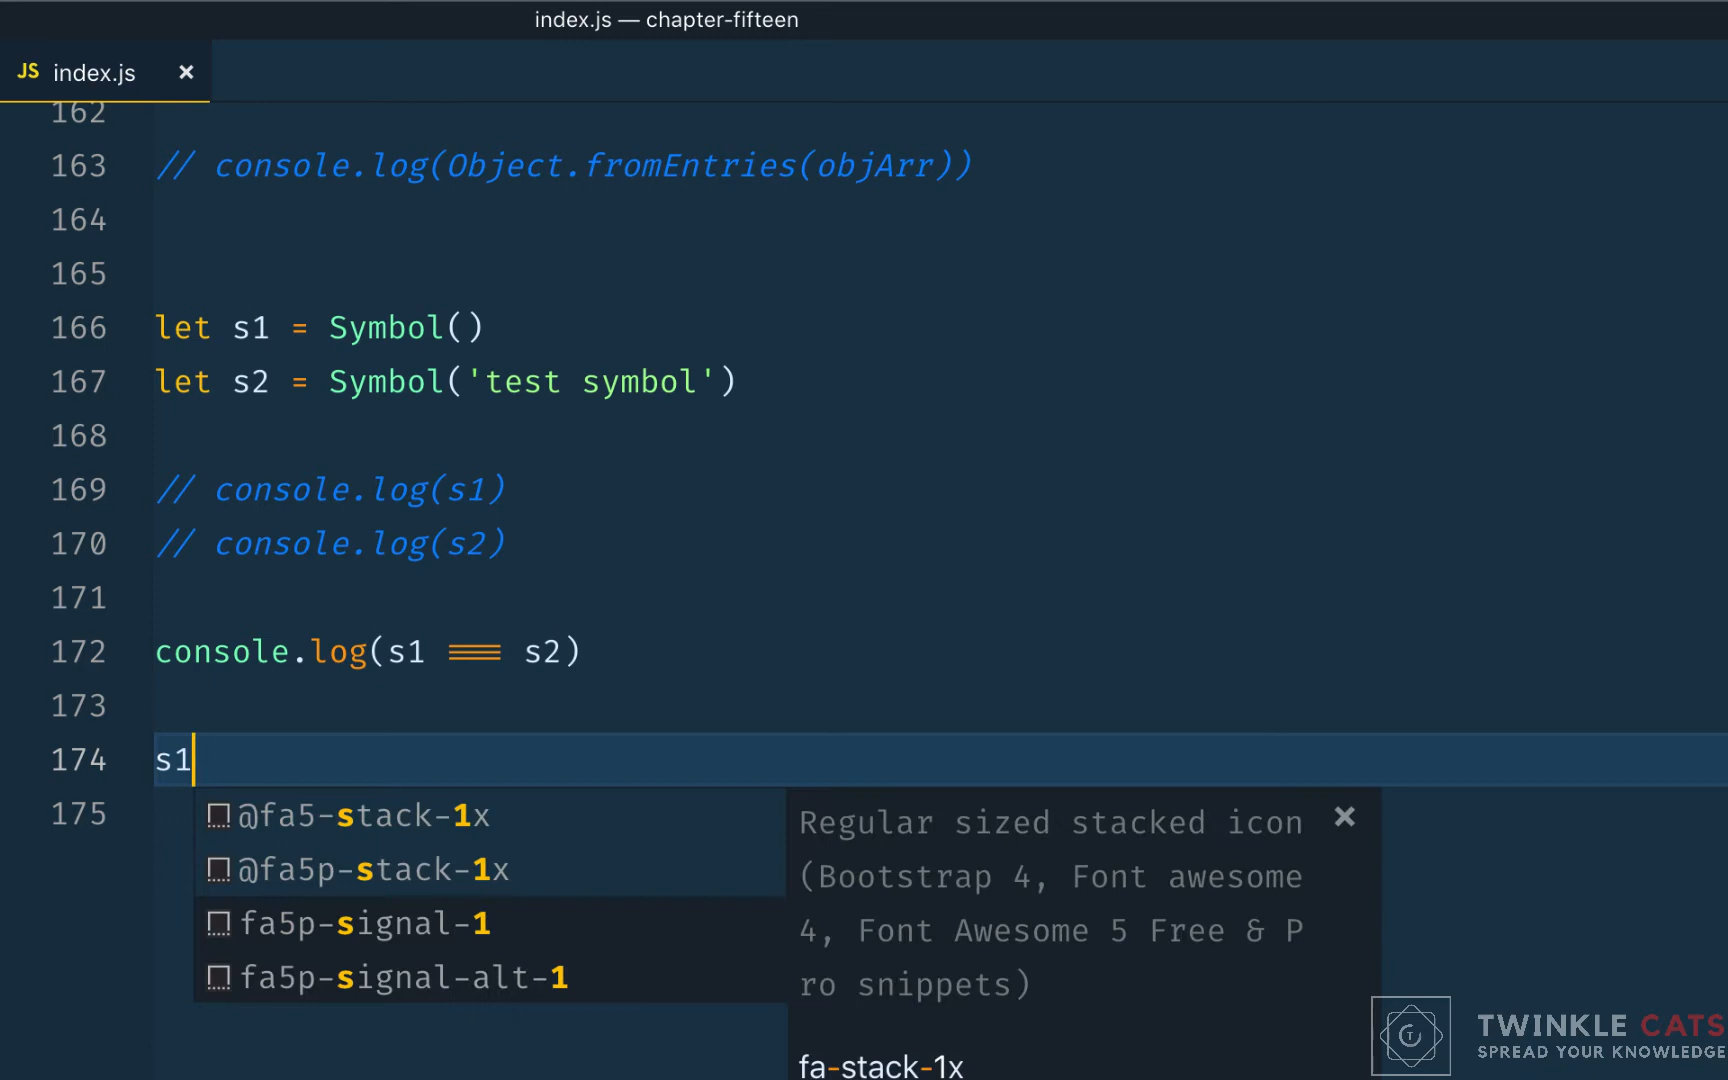 index.js — chapter-fifteen
JS index.js ×
162
163 // console.log(Object.fromEntries(objArr))
164
165
166 let s1 = Symbol()
167 let s2 = Symbol('test symbol')
168
169 // console.log(s1)
170 // console.log(s2)
171
172 console.log(s1 === s2)
173
174 s1
175
@fa5-stack-1x
@fa5p-stack-1x
fa5p-signal-1
fa5p-signal-alt-1
Regular sized stacked icon ×
(Bootstrap 4, Font awesome
4, Font Awesome 5 Free & P
ro snippets)
fa-stack-1x
TWINKLE CATS
SPREAD YOUR KNOWLEDGE